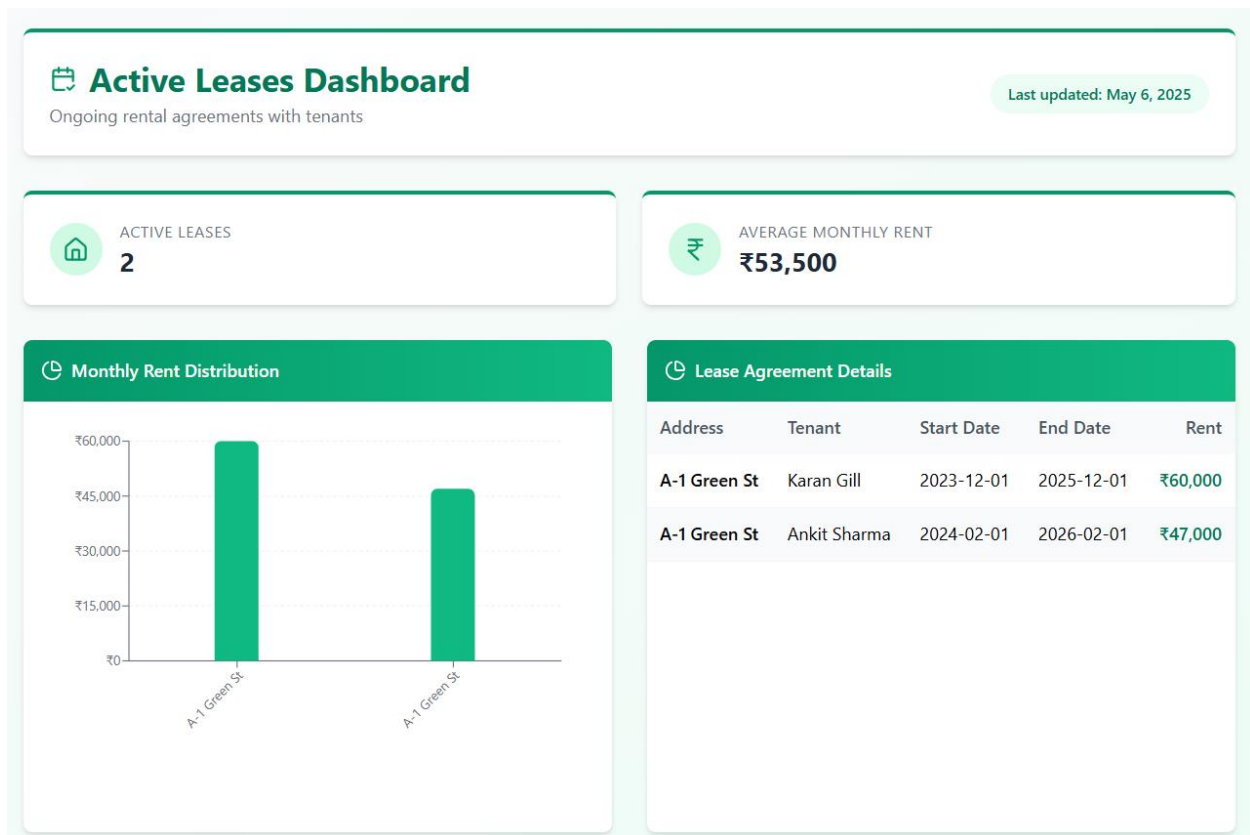 Active Leases Dashboard
Ongoing rental agreements with tenants
Last updated: May 6, 2025
ACTIVE LEASES
2
AVERAGE MONTHLY RENT
₹53,500
Monthly Rent Distribution
₹60,000
₹45,000
₹30,000
₹15,000
₹0
A-1 Green St
A-1 Green St
Lease Agreement Details
Address Tenant Start Date End Date Rent
A-1 Green St Karan Gill 2023-12-01 2025-12-01 ₹60,000
A-1 Green St Ankit Sharma 2024-02-01 2026-02-01 ₹47,000